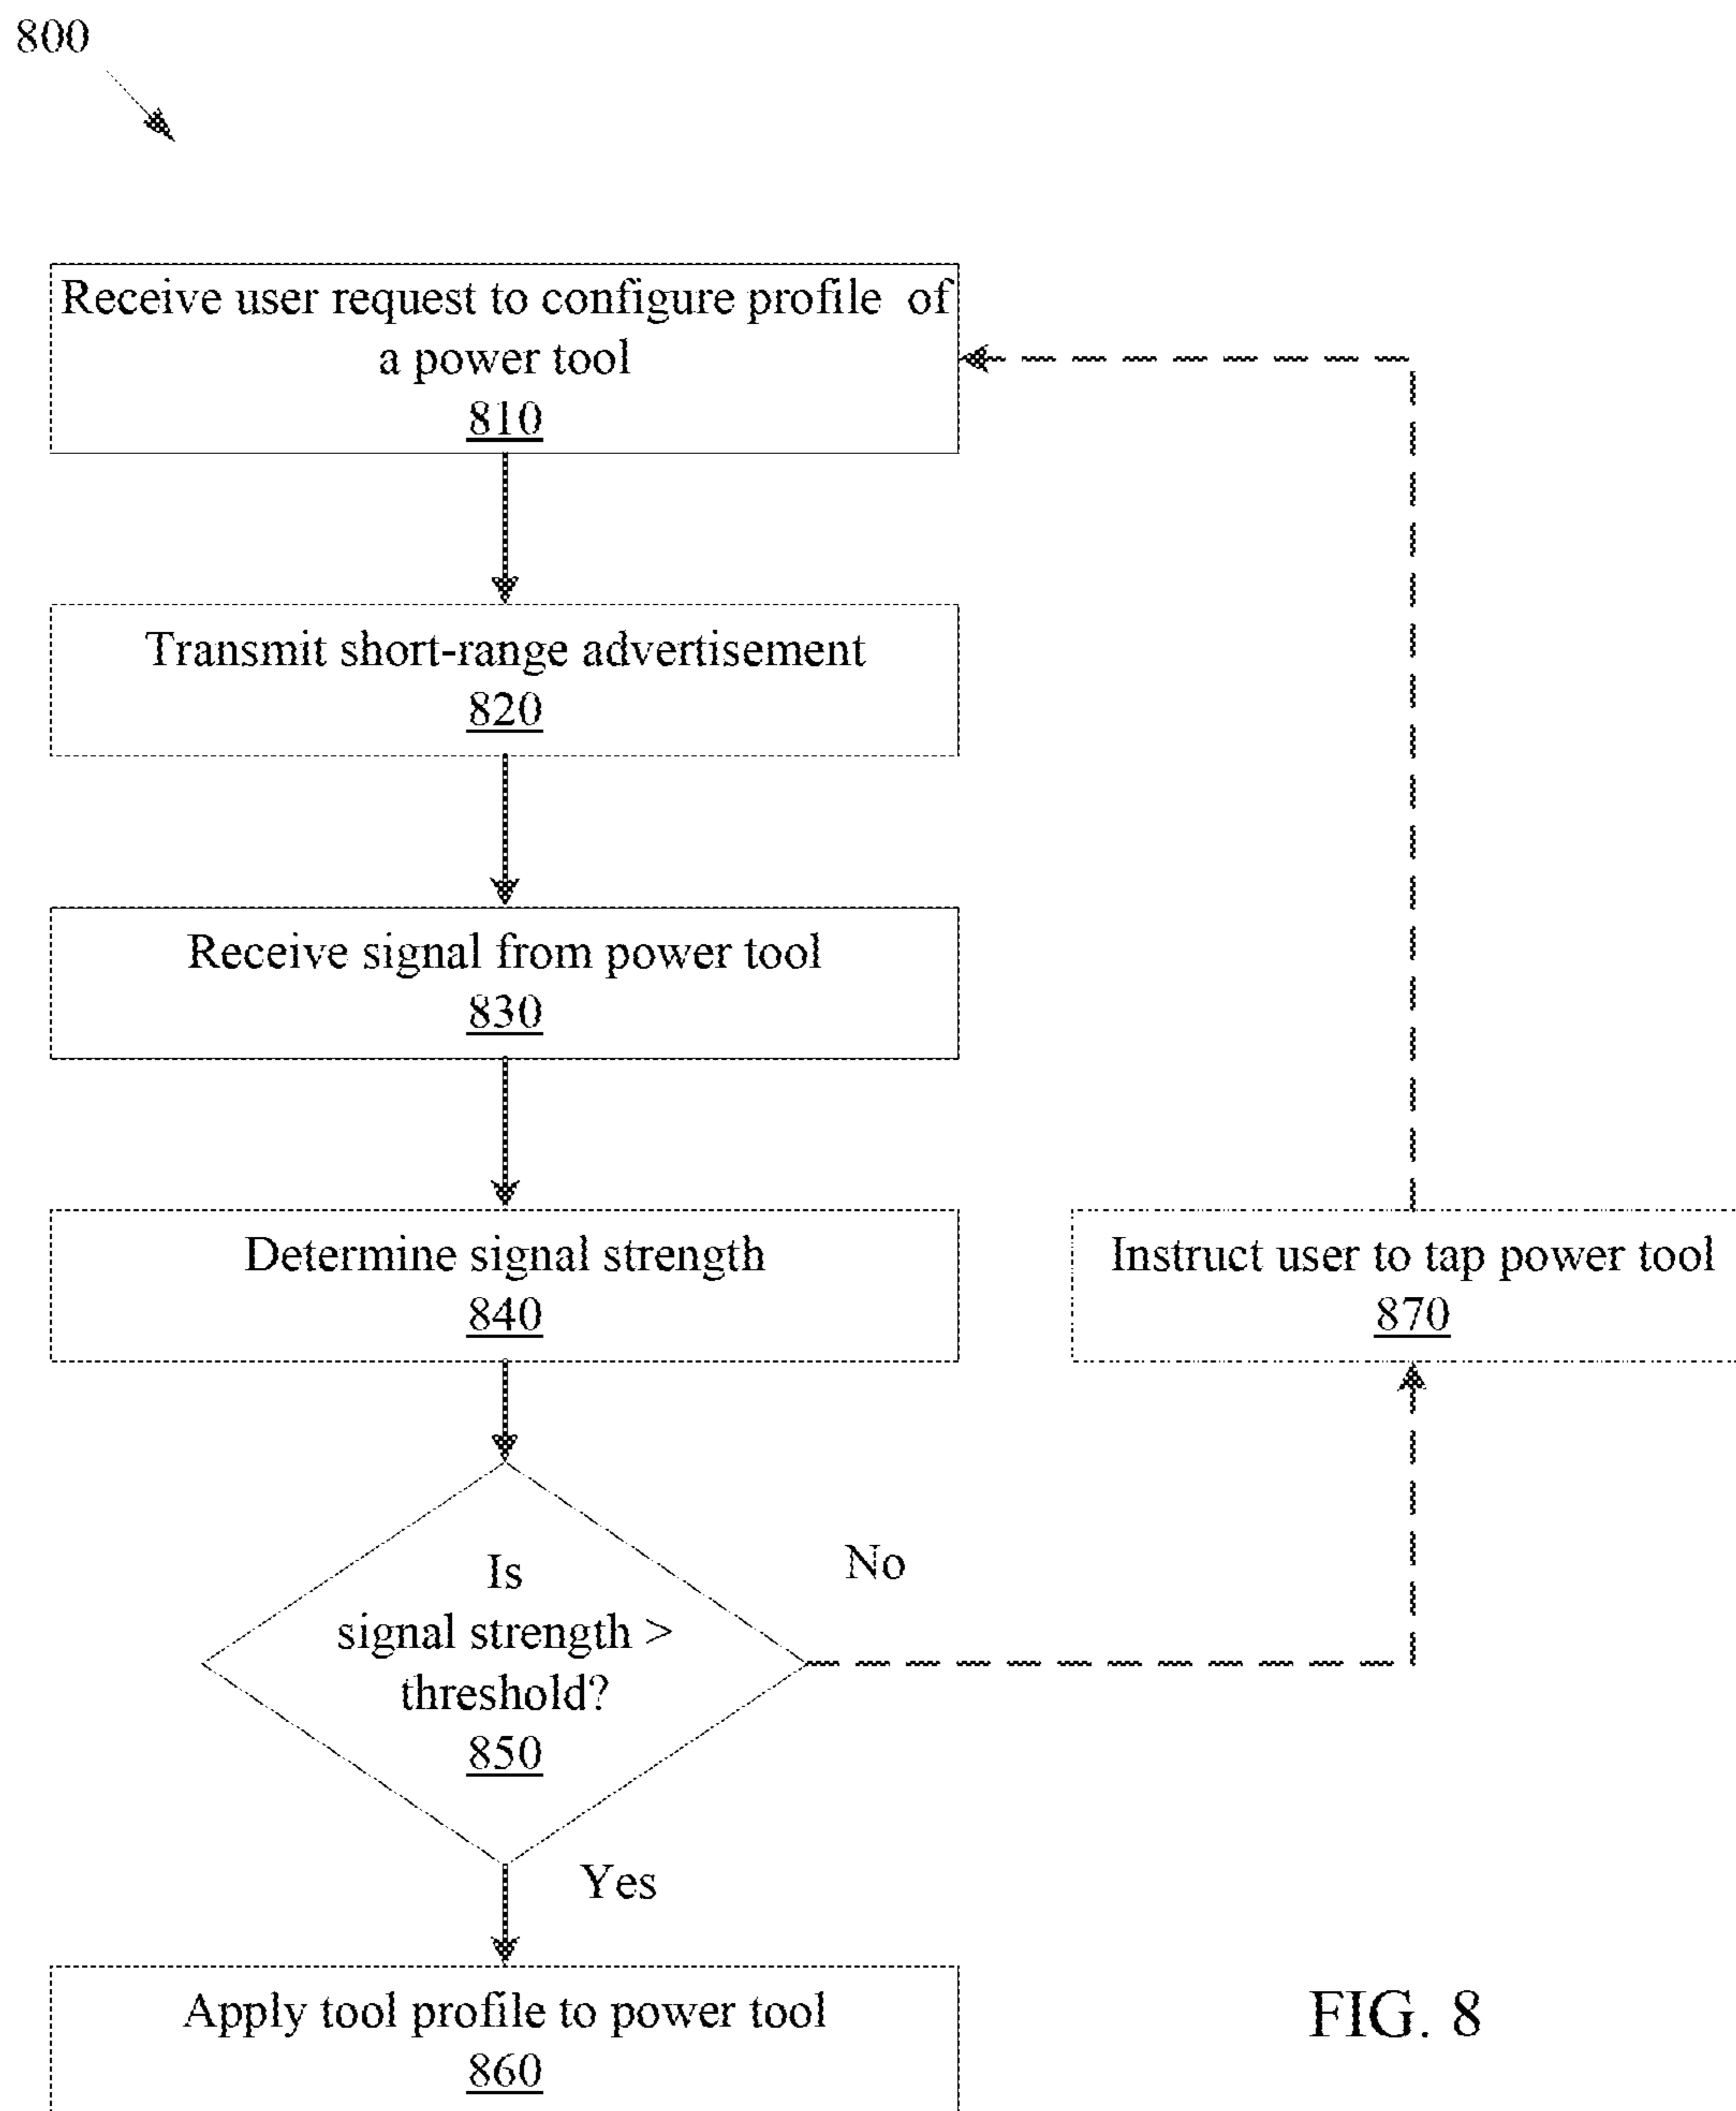 800
Receive user request to configure profile of
a power tool
810
Transmit short-range advertisement
820
Receive signal from power tool
830
Determine signal strength
840
Instruct user to tap power tool
870
Is
signal strength >
threshold?
850
No
Yes
Apply tool profile to power tool
860
FIG. 8